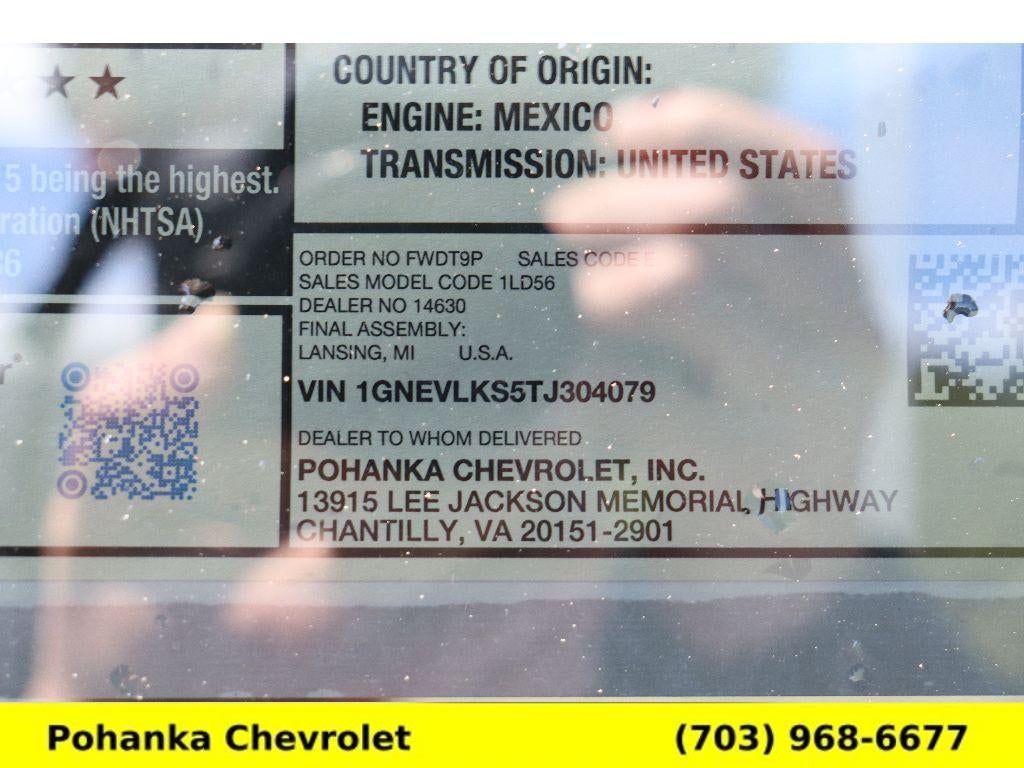 COUNTRY OF ORIGIN:
ENGINE: MEXICO
TRANSMISSION: UNITED STATES
5 being the highest.
ration (NHTSA)
ORDER NO FWDT9P SALES CODE E
SALES MODEL CODE 1LD56
DEALER NO 14630
FINAL ASSEMBLY:
LANSING, MI U.S.A.
VIN 1GNEVLKS5TJ304079
DEALER TO WHOM DELIVERED
POHANKA CHEVROLET, INC.
13915 LEE JACKSON MEMORIAL HIGHWAY
CHANTILLY, VA 20151-2901
Pohanka Chevrolet (703) 968-6677